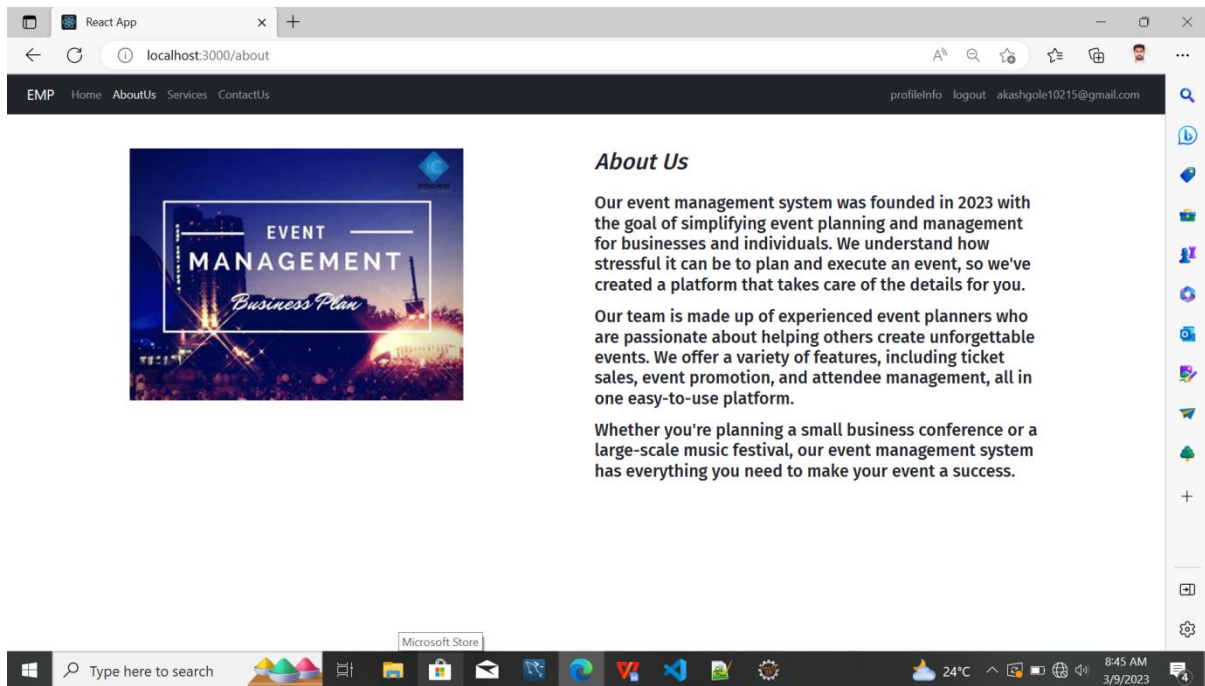 React App
localhost:3000/about
EMP Home AboutUs Services ContactUs profileInfo logout akashgole10215@gmail.com
EVENT
MANAGEMENT
Business Plan
About Us
Our event management system was founded in 2023 with
the goal of simplifying event planning and management
for businesses and individuals. We understand how
stressful it can be to plan and execute an event, so we've
created a platform that takes care of the details for you.
Our team is made up of experienced event planners who
are passionate about helping others create unforgettable
events. We offer a variety of features, including ticket
sales, event promotion, and attendee management, all in
one easy-to-use platform.
Whether you're planning a small business conference or a
large-scale music festival, our event management system
has everything you need to make your event a success.
Microsoft Store
Type here to search
24°C
8:45 AM
3/9/2023
4